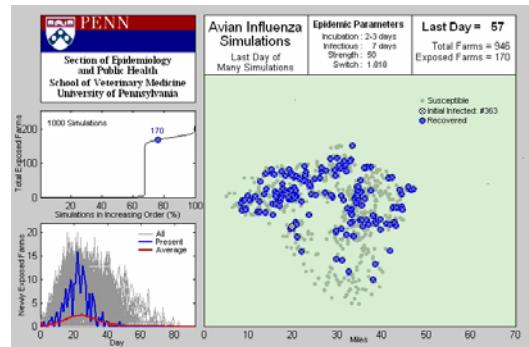 PENN
Section of Epidemiology
and Public Health
School of Veterinary Medicine
University of Pennsylvania
Avian Influenza
Simulations
Last Day of
Many Simulations
Epidemic Parameters
Incubation: 2-3 days
Infectious: 7 days
Strength: 50
Switch: 1.010
Last Day = 57
Total Farms = 946
Exposed Farms = 170
1000 Simulations
170
200
100
0
Total Exposed Farms
20 40 60 80 100
Simulations in Increasing Order (%)
Susceptible
Initial Infected: #363
Recovered
All
Present
Average
20
15
10
5
0
Newly Exposed Farms
0 20 40 60 80
Day
0 10 20 30 40 50 60 70
Miles